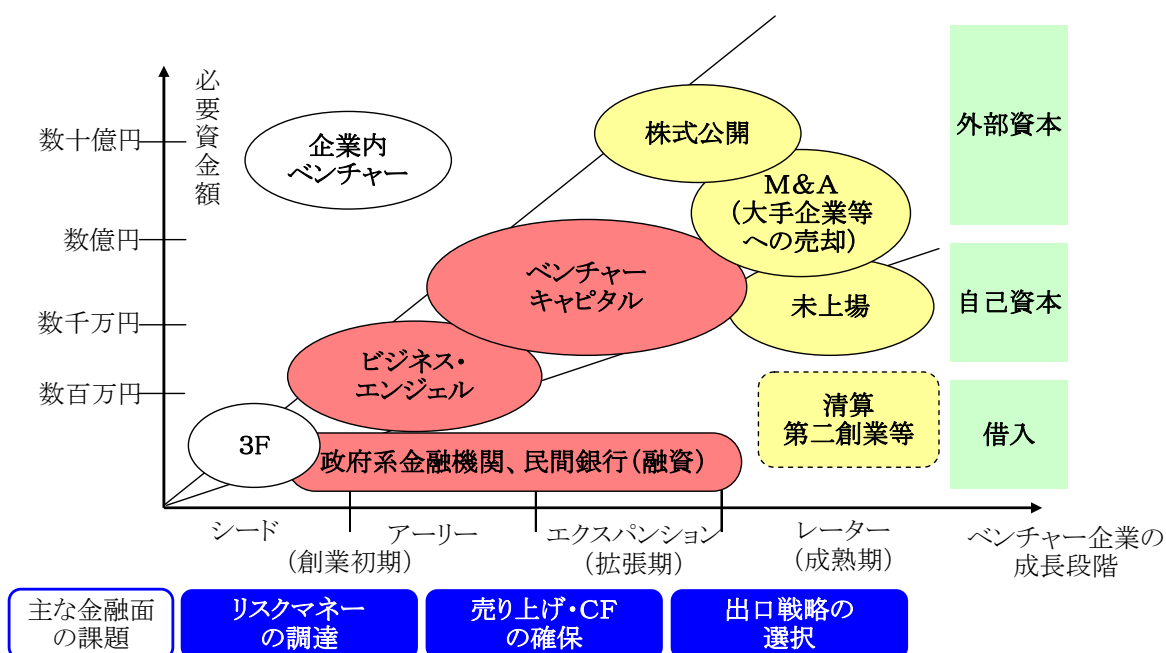 必要資金額
数十億円
数億円
数千万円
数百万円
企業内
ベンチャー
株式公開
M&A
(大手企業等
への売却)
ベンチャー
キャピタル
未上場
ビジネス・
エンジェル
清算
第二創業等
3F
政府系金融機関、民間銀行(融資)
外部資本
自己資本
借入
シード
アーリー
(創業初期)
エクスパンション
(拡張期)
レーター
(成熟期)
ベンチャー企業の
成長段階
主な金融面
の課題
リスクマネー
の調達
売り上げ・CF
の確保
出口戦略の
選択